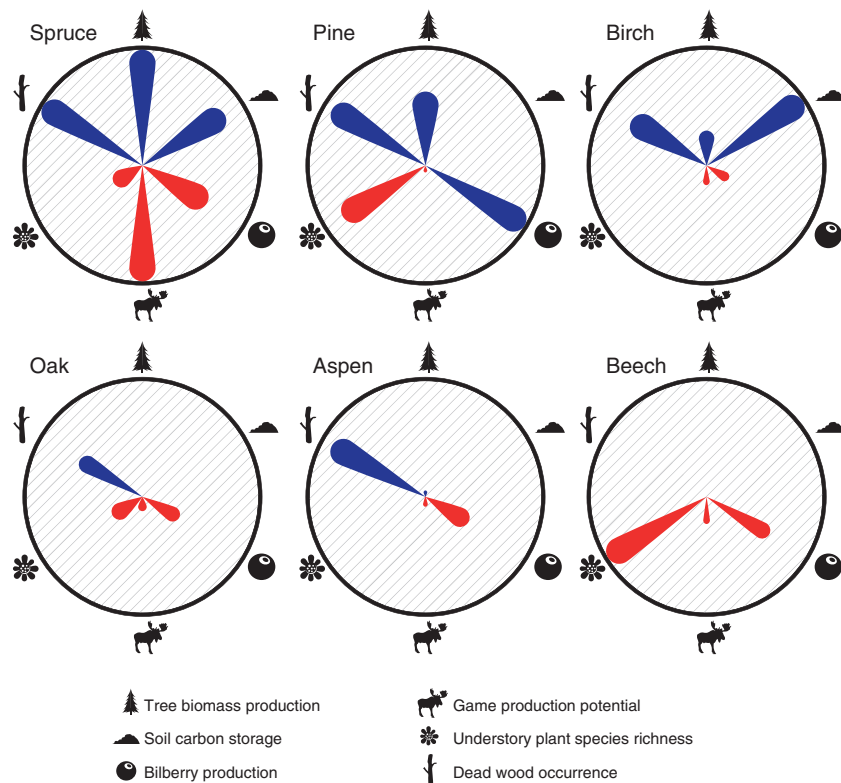 Spruce
Pine
Birch
Oak
Aspen
Beech
Tree biomass production
Game production potential
Soil carbon storage
Understory plant species richness
Bilberry production
Dead wood occurrence